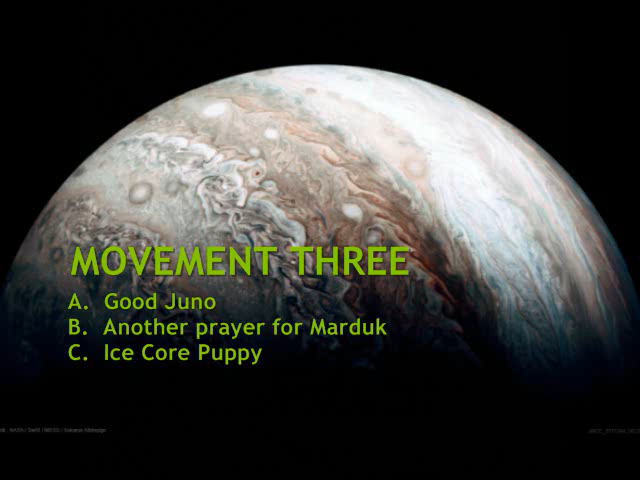 MOVEMENT THREE
A. Good Juno
B. Another prayer for Marduk
C. Ice Core Puppy